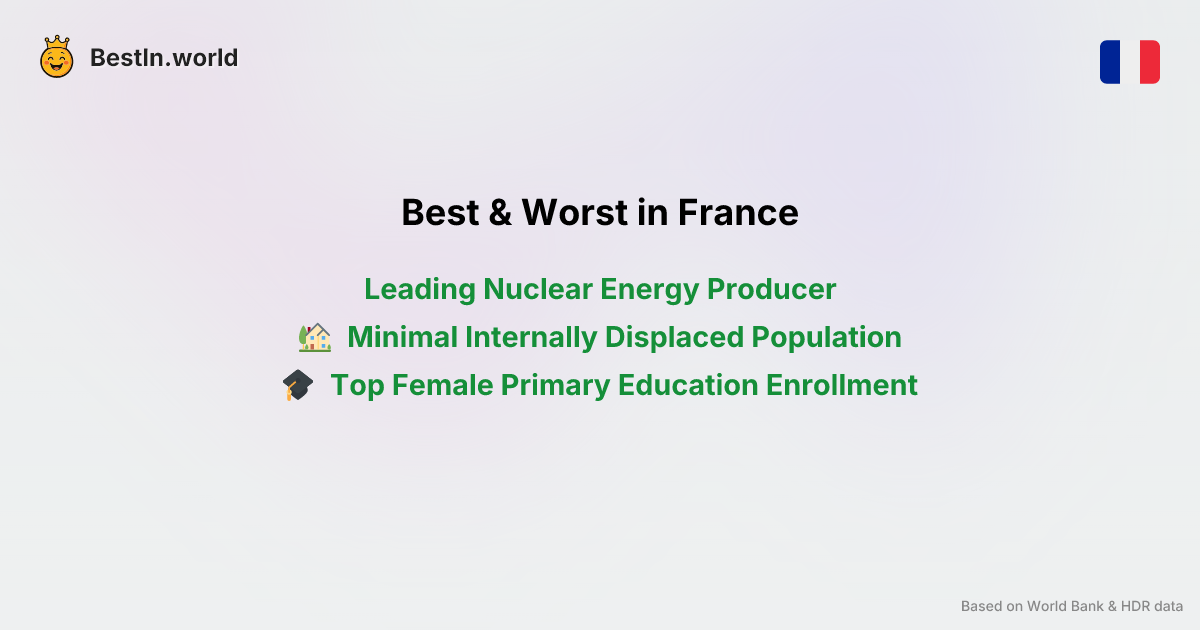 BestIn.world
Best & Worst in France
Leading Nuclear Energy Producer
Minimal Internally Displaced Population
Top Female Primary Education Enrollment
Based on World Bank & HDR data